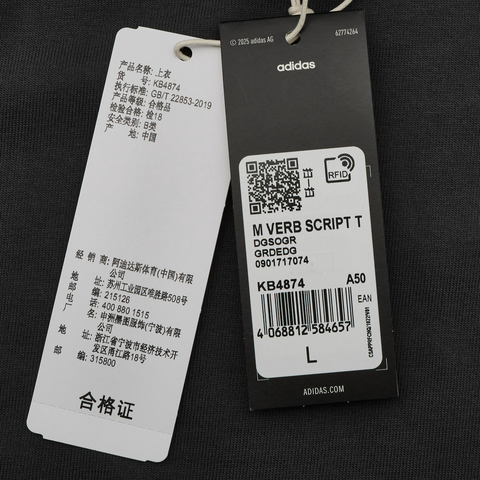 产品名称: 上衣
货 号: KB4874
执行标准: GB/T 22853-2019
产品等级: 合格品
检验合格: 检18
安全类别: B类
产 地: 中国
经 销 商: 阿迪达斯体育(中国)有限
公司
地 址: 苏州工业园区唯胜路508号
邮 编: 215126
电 话: 400 880 1515
厂 名: 申洲墨图服饰(宁波)有限
公司
址: 浙江省宁波市经济技术开
发区甬江路18号
邮 编: 315800
合格证
© 2025 adidas AG
62774264
adidas
RFID
M VERB SCRIPT T
DGSOGR
GRDEDG
0901717074
KB4874 A50
EAN
4 068812 584657
L
ADIDAS.COM